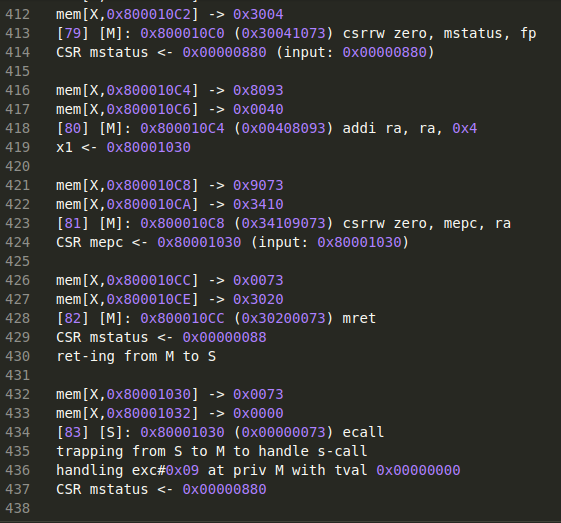 412 mem[X,0x800010C2] -> 0x3004
413 [79] [M]: 0x800010C0 (0x30041073) csrrw zero, mstatus, fp
414 CSR mstatus <- 0x00000880 (input: 0x00000880)
415
416 mem[X,0x800010C4] -> 0x8093
417 mem[X,0x800010C6] -> 0x0040
418 [80] [M]: 0x800010C4 (0x00408093) addi ra, ra, 0x4
419 x1 <- 0x80001030
420
421 mem[X,0x800010C8] -> 0x9073
422 mem[X,0x800010CA] -> 0x3410
423 [81] [M]: 0x800010C8 (0x34109073) csrrw zero, mepc, ra
424 CSR mepc <- 0x80001030 (input: 0x80001030)
425
426 mem[X,0x800010CC] -> 0x0073
427 mem[X,0x800010CE] -> 0x3020
428 [82] [M]: 0x800010CC (0x30200073) mret
429 CSR mstatus <- 0x00000088
430 ret-ing from M to S
431
432 mem[X,0x80001030] -> 0x0073
433 mem[X,0x80001032] -> 0x0000
434 [83] [S]: 0x80001030 (0x00000073) ecall
435 trapping from S to M to handle s-call
436 handling exc#0x09 at priv M with tval 0x00000000
437 CSR mstatus <- 0x00000880
438